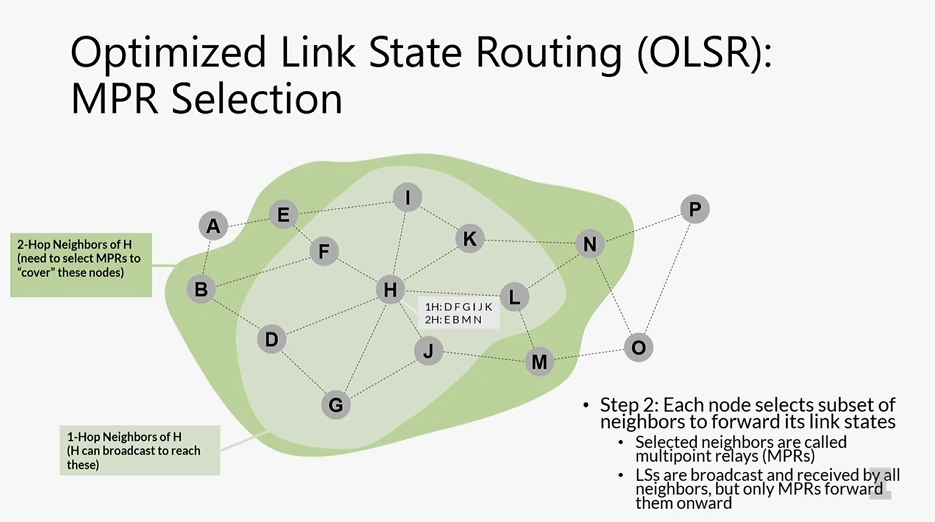 Optimized Link State Routing (OLSR):
MPR Selection
2-Hop Neighbors of H
(need to select MPRs to
“cover” these nodes)
A
E
I
P
F
K
N
B
H
L
1H: D F G I J K
2H: E B M N
D
J
M
O
G
1-Hop Neighbors of H
(H can broadcast to reach
these)
• Step 2: Each node selects subset of
neighbors to forward its link states
• Selected neighbors are called
multipoint relays (MPRs)
• LSs are broadcast and received by all
neighbors, but only MPRs forward
them onward